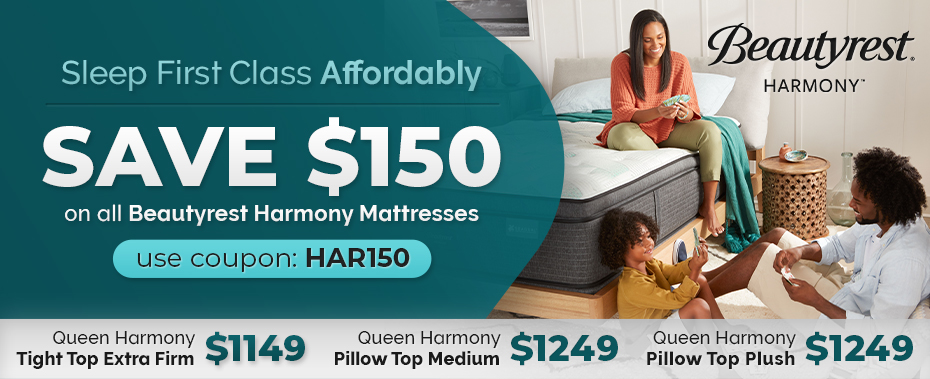 Sleep First Class Affordably
SAVE $150
on all Beautyrest Harmony Mattresses
use coupon: HAR150
Beautyrest®
HARMONY™
Queen Harmony
Tight Top Extra Firm
$1149
Queen Harmony
Pillow Top Medium
$1249
Queen Harmony
Pillow Top Plush
$1249